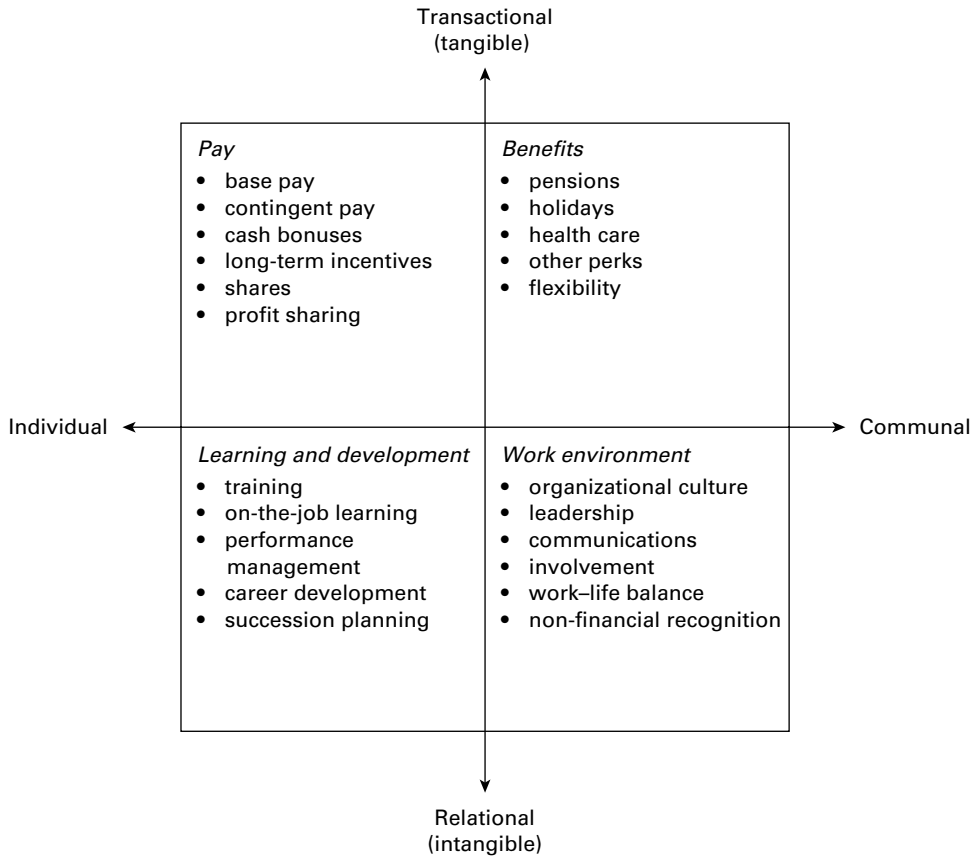 Transactional
(tangible)
Pay
• base pay
• contingent pay
• cash bonuses
• long-term incentives
• shares
• profit sharing
Benefits
• pensions
• holidays
• health care
• other perks
• flexibility
Individual
Communal
Learning and development
• training
• on-the-job learning
• performance
management
• career development
• succession planning
Work environment
• organizational culture
• leadership
• communications
• involvement
• work–life balance
• non-financial recognition
Relational
(intangible)